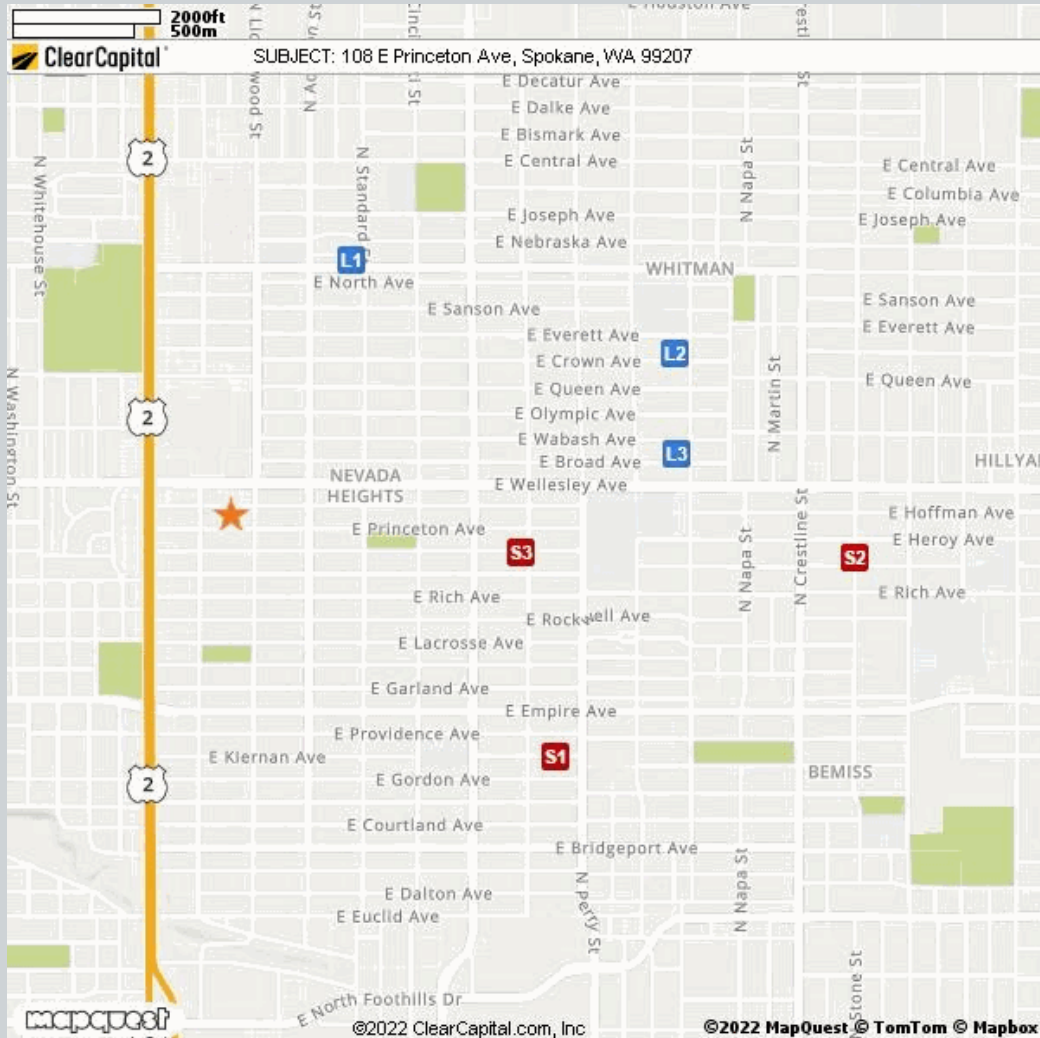 2000ft
500m
E Houston Ave
ClearCapital
SUBJECT: 108 E Princeton Ave, Spokane, WA 99207
E Decatur Ave
E Dalke Ave
E Bismark Ave
E Central Ave
2
N Whitehouse St
N Standard St
N Napa St
E Central Ave
E Columbia Ave
E Joseph Ave
E Joseph Ave
E Nebraska Ave
L1
WHITMAN
E North Ave
E Sanson Ave
E Sanson Ave
E Everett Ave
E Everett Ave
L2
E Crown Ave
E Queen Ave
E Queen Ave
N Washington St
2
N Martin St
E Olympic Ave
E Wabash Ave
L3
E Broad Ave
HILLYA
NEVADA
HEIGHTS
E Wellesley Ave
E Princeton Ave
E Hoffman Ave
E Heroy Ave
S3
S2
N Napa St
N Crestline St
E Rich Ave
E Rich Ave
E Rockwell Ave
E Lacrosse Ave
E Garland Ave
E Empire Ave
E Providence Ave
E Kiernan Ave
S1
BEMISS
2
E Gordon Ave
E Courtland Ave
E Bridgeport Ave
N Perry St
N Napa St
E Dalton Ave
E Euclid Ave
E North Foothills Dr
N Stone St
mapquest
©2022 ClearCapital.com, Inc
©2022 MapQuest © TomTom © Mapbox